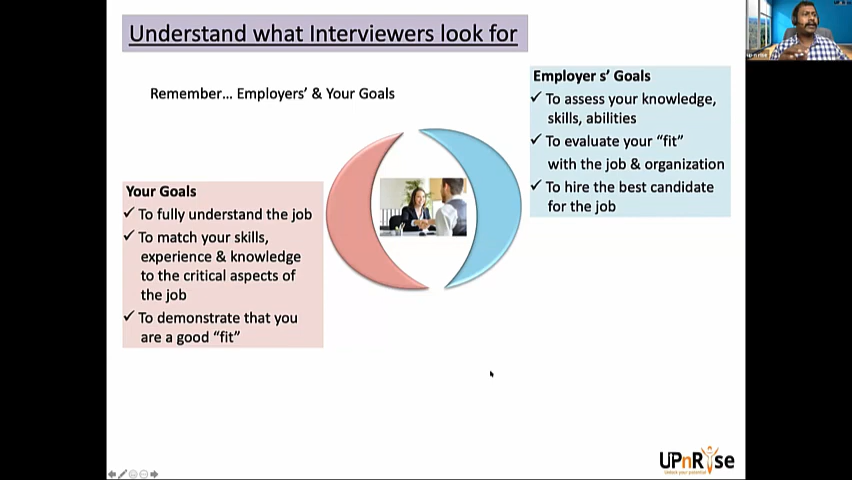 Understand what Interviewers look for
Remember... Employers' & Your Goals
Employer s' Goals
✓ To assess your knowledge,
skills, abilities
✓ To evaluate your "fit"
with the job & organization
✓ To hire the best candidate
for the job
Your Goals
✓ To fully understand the job
✓ To match your skills,
experience & knowledge
to the critical aspects of
the job
✓ To demonstrate that you
are a good "fit"
UPnRise